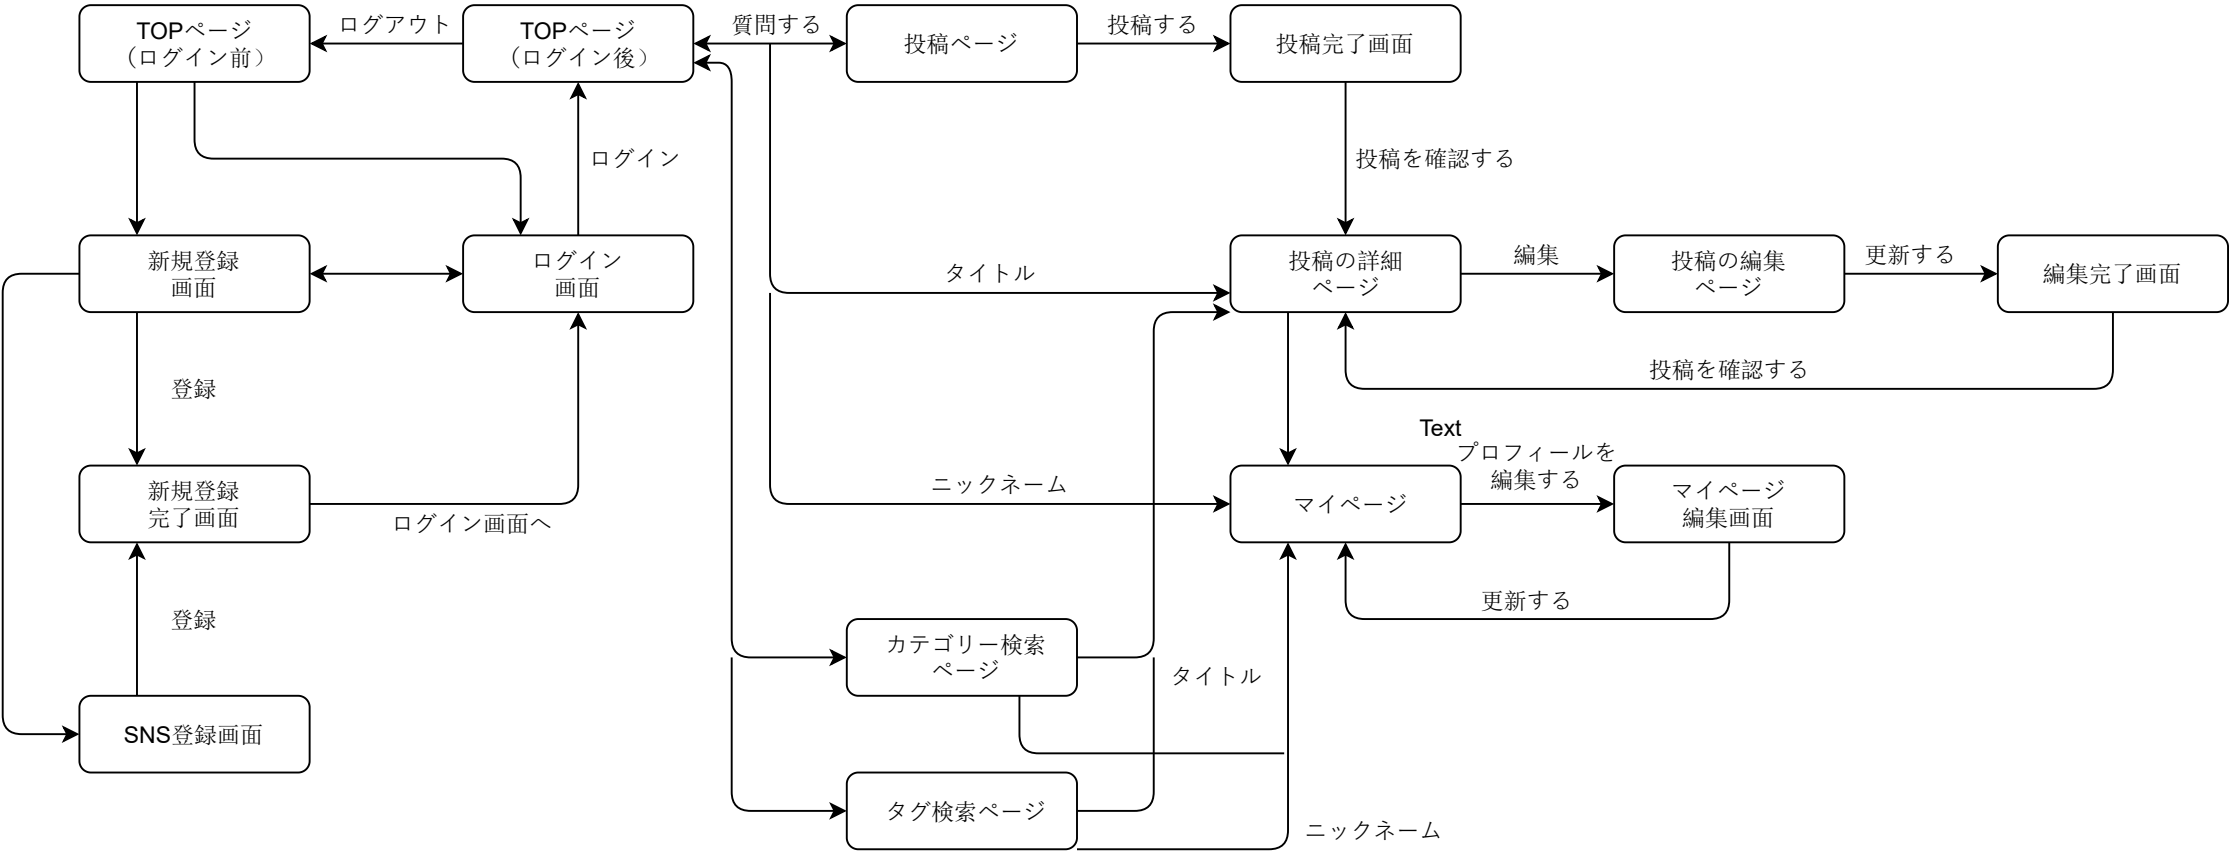 TOPページ
（ログイン前）
ログアウト
TOPページ
（ログイン後）
質問する
投稿ページ
投稿する
投稿完了画面
ログイン
投稿を確認する
新規登録
画面
ログイン
画面
タイトル
投稿の詳細
ページ
編集
投稿の編集
ページ
更新する
編集完了画面
登録
投稿を確認する
Text
新規登録
完了画面
ログイン画面へ
ニックネーム
マイページ
プロフィールを
編集する
マイページ
編集画面
登録
更新する
カテゴリー検索
ページ
タイトル
SNS登録画面
タグ検索ページ
ニックネーム